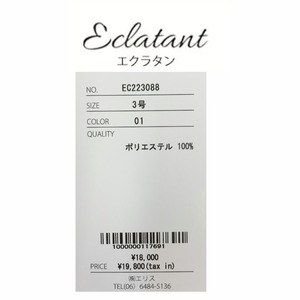 Eclatant
エクラタン
NO. EC223088
SIZE 3号
COLOR 01
QUALITY
ポリエステル 100%
1000000117691
¥18,000
PRICE ¥19,800(tax in)
㈱エリス
TEL(06) 6484-5136